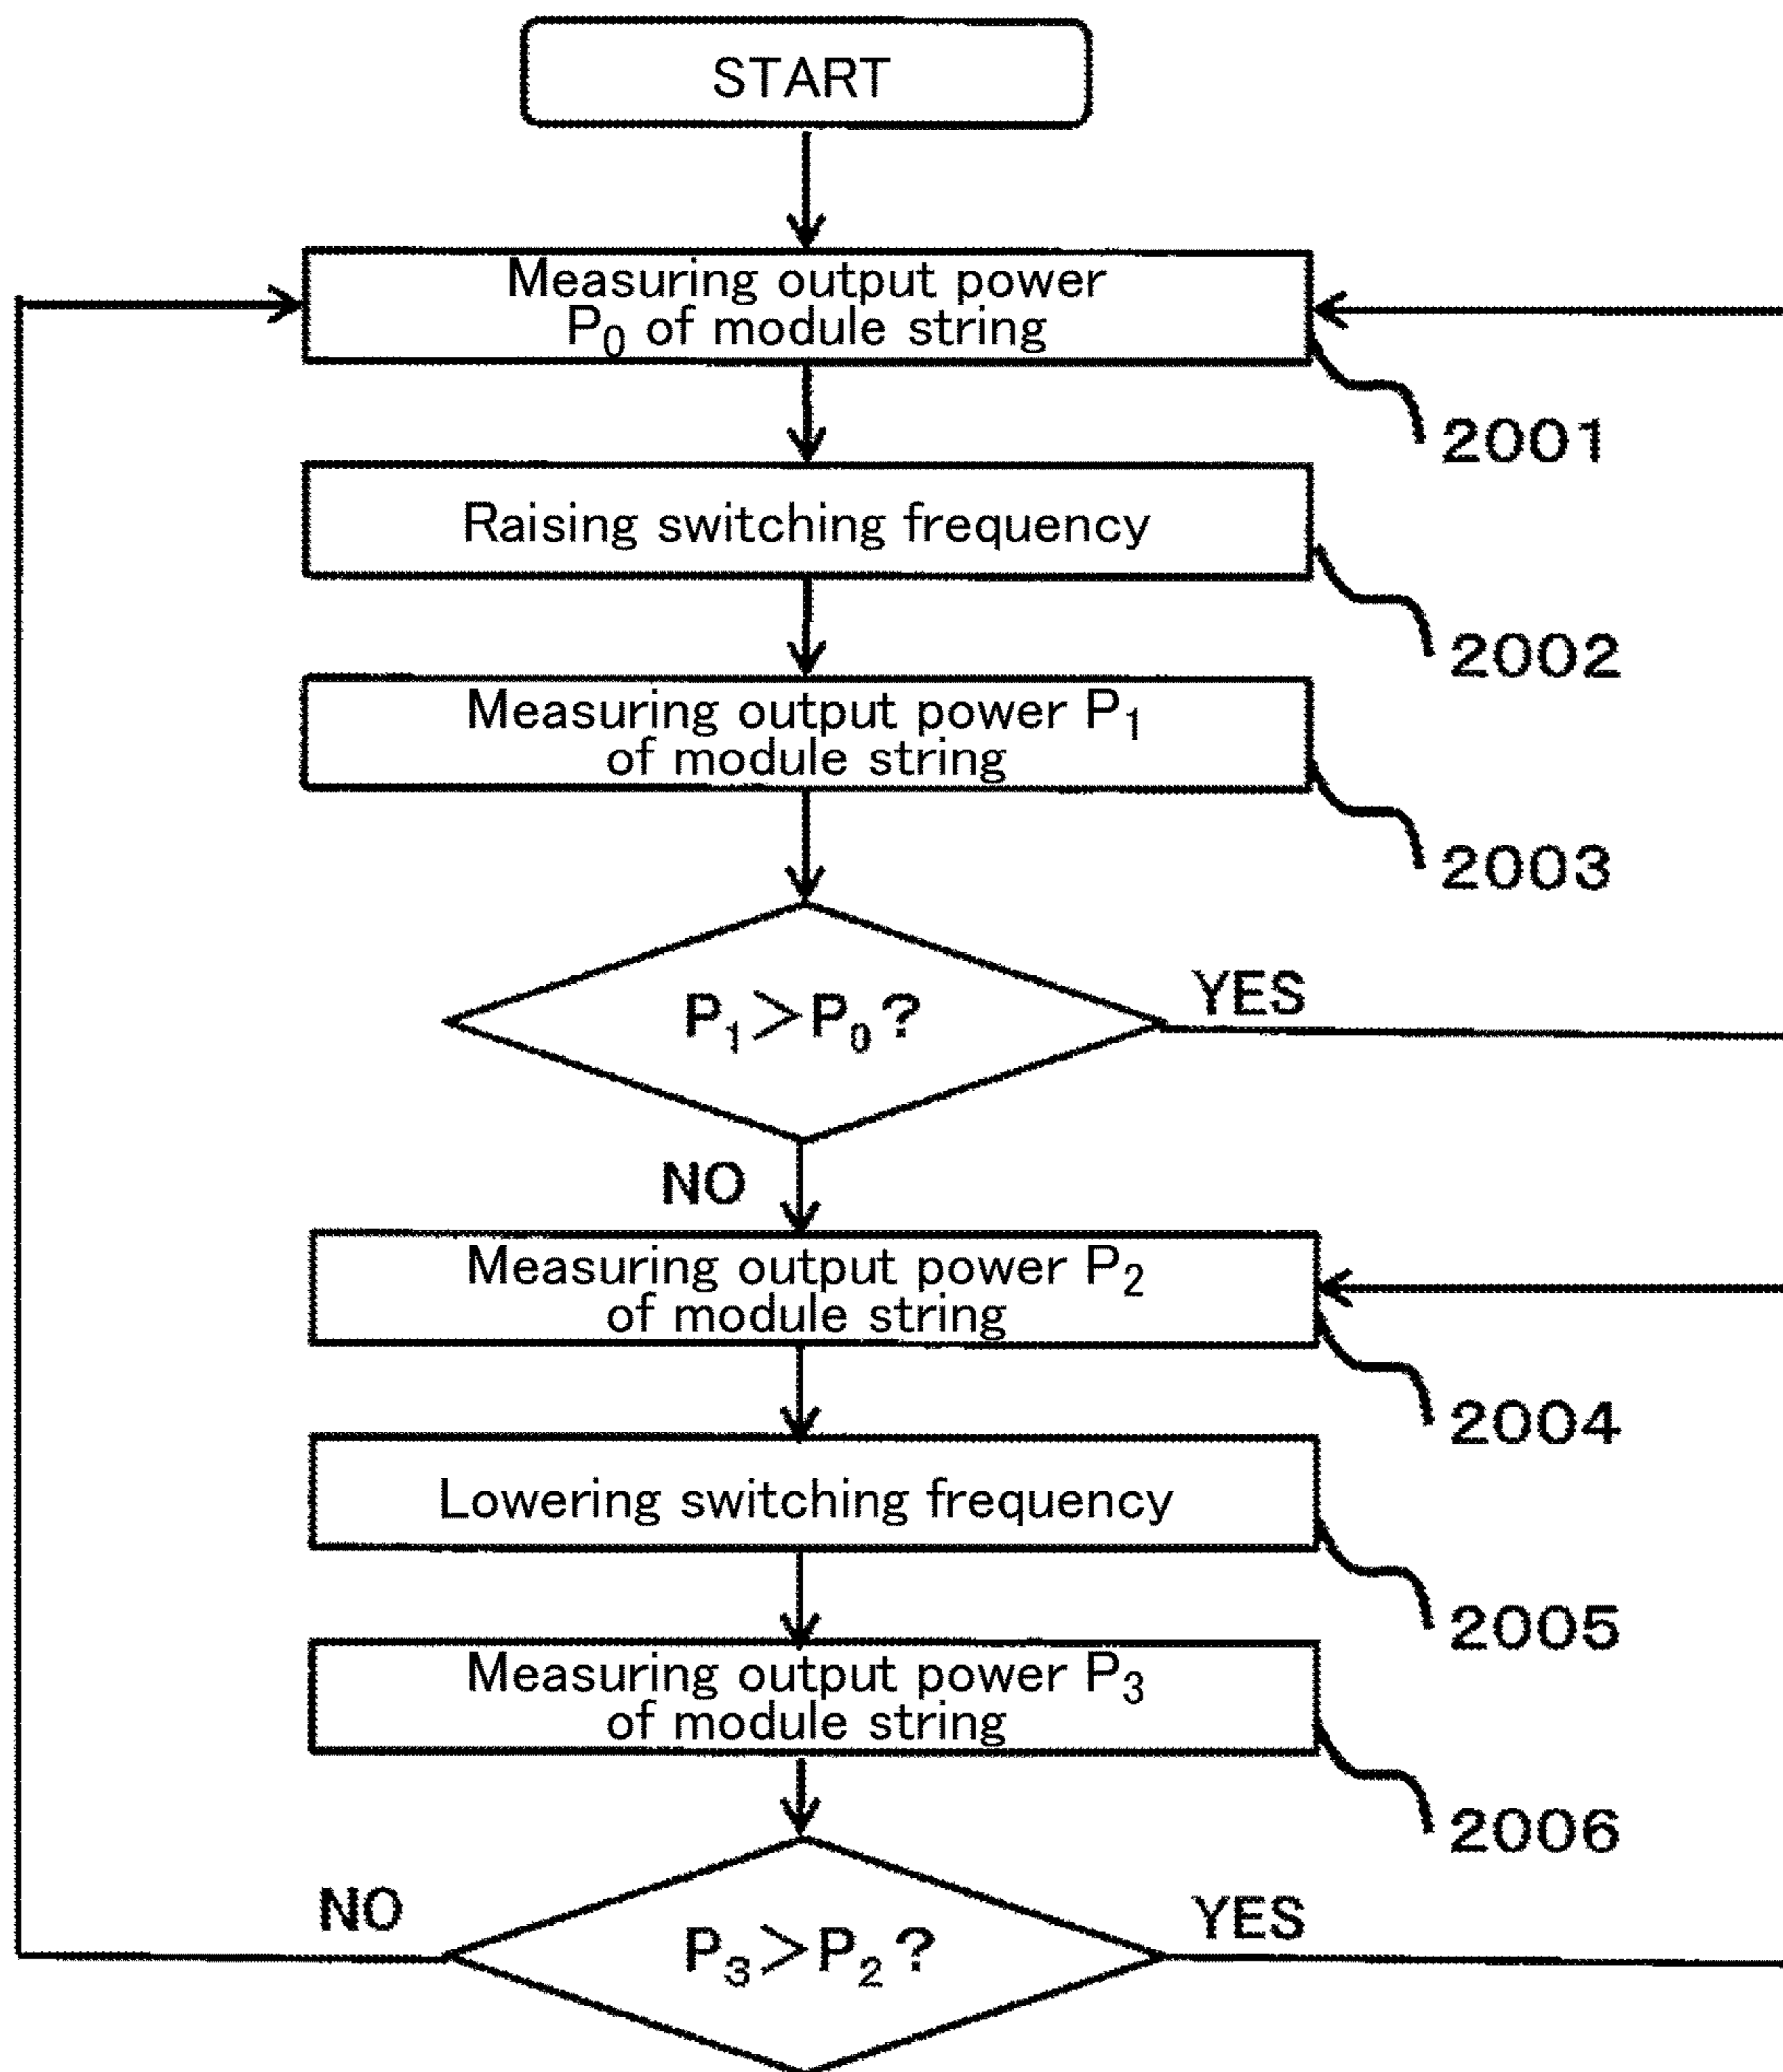 START
Measuring output power
P₀ of module string
2001
Raising switching frequency
2002
Measuring output power P₁
of module string
2003
P₁>P₀?
YES
NO
Measuring output power P₂
of module string
2004
Lowering switching frequency
2005
Measuring output power P₃
of module string
2006
NO
P₃>P₂?
YES